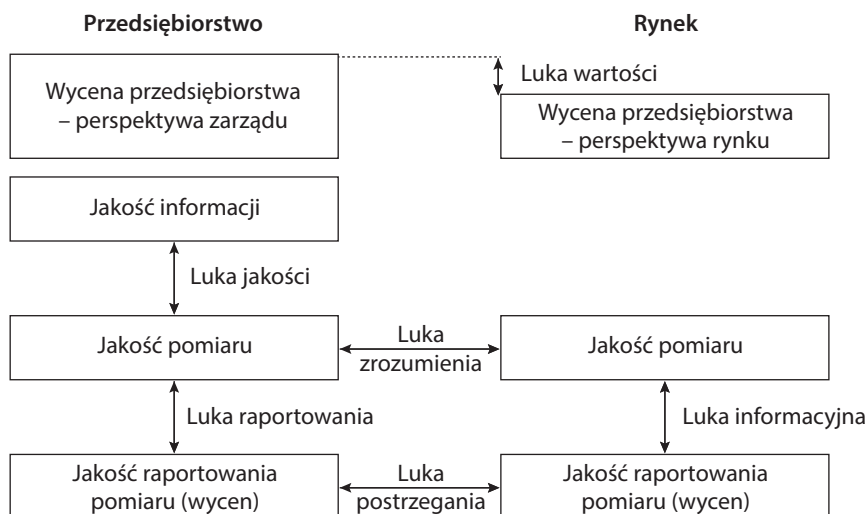 Przedsiębiorstwo
Rynek
Wycena przedsiębiorstwa
– perspektywa zarządu
Luka wartości
Wycena przedsiębiorstwa
– perspektywa rynku
Jakość informacji
Luka jakości
Jakość pomiaru
Luka
zrozumienia
Jakość pomiaru
Luka raportowania
Luka informacyjna
Jakość raportowania
pomiaru (wycen)
Luka
postrzegania
Jakość raportowania
pomiaru (wycen)